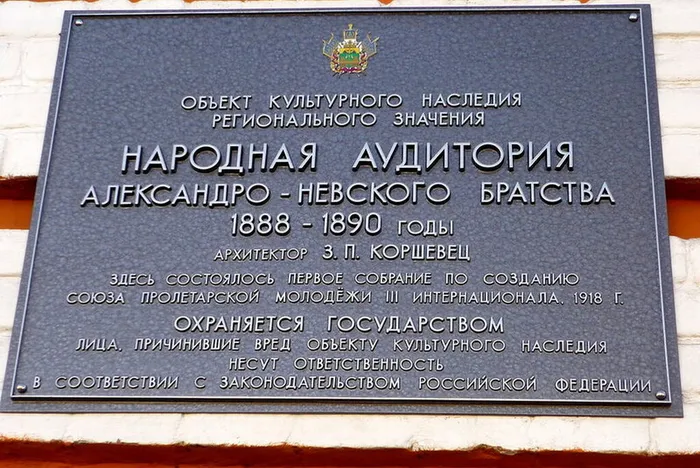 ОБЪЕКТ КУЛЬТУРНОГО НАСЛЕДИЯ
РЕГИОНАЛЬНОГО ЗНАЧЕНИЯ
НАРОДНАЯ АУДИТОРИЯ
АЛЕКСАНДРО - НЕВСКОГО БРАТСТВА
1888 - 1890 ГОДЫ
АРХИТЕКТОР З. П. КОРШЕВЕЦ
ЗДЕСЬ СОСТОЯЛОСЬ ПЕРВОЕ СОБРАНИЕ ПО СОЗДАНИЮ
СОЮЗА ПРОЛЕТАРСКОЙ МОЛОДЁЖИ III ИНТЕРНАЦИОНАЛА, 1918 Г.
ОХРАНЯЕТСЯ ГОСУДАРСТВОМ
ЛИЦА, ПРИЧИНИВШИЕ ВРЕД ОБЪЕКТУ КУЛЬТУРНОГО НАСЛЕДИЯ
НЕСУТ ОТВЕТСТВЕННОСТЬ
В СООТВЕТСТВИИ С ЗАКОНОДАТЕЛЬСТВОМ РОССИЙСКОЙ ФЕДЕРАЦИИ